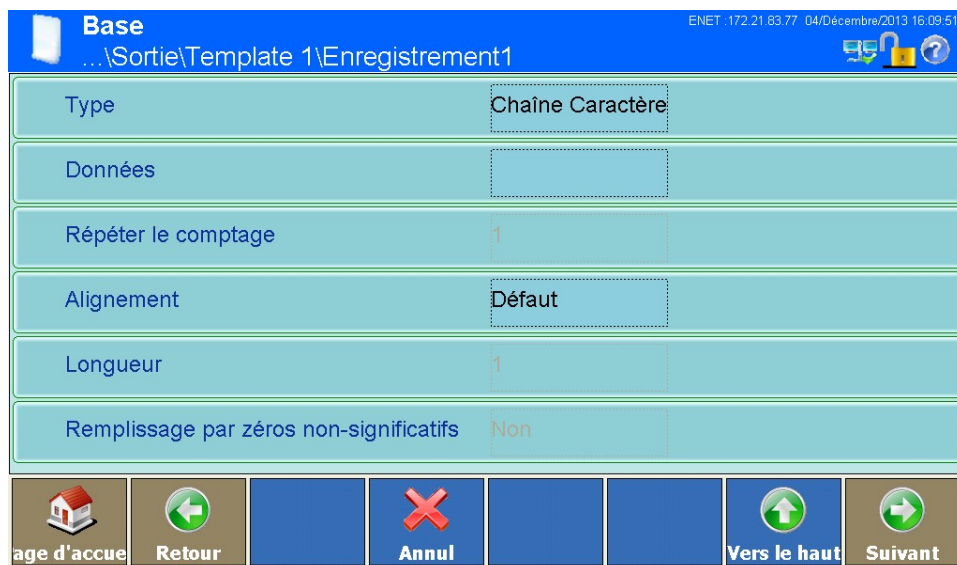 Base
ENET :172.21.83.77 04/Décembre/2013 16:09:51
...\Sortie\Template 1\Enregistrement1
Type Chaîne Caractère
Données
Répéter le comptage 1
Alignement Défaut
Longueur 1
Remplissage par zéros non-significatifs Non
age d'accue Retour Annul Vers le haut Suivant